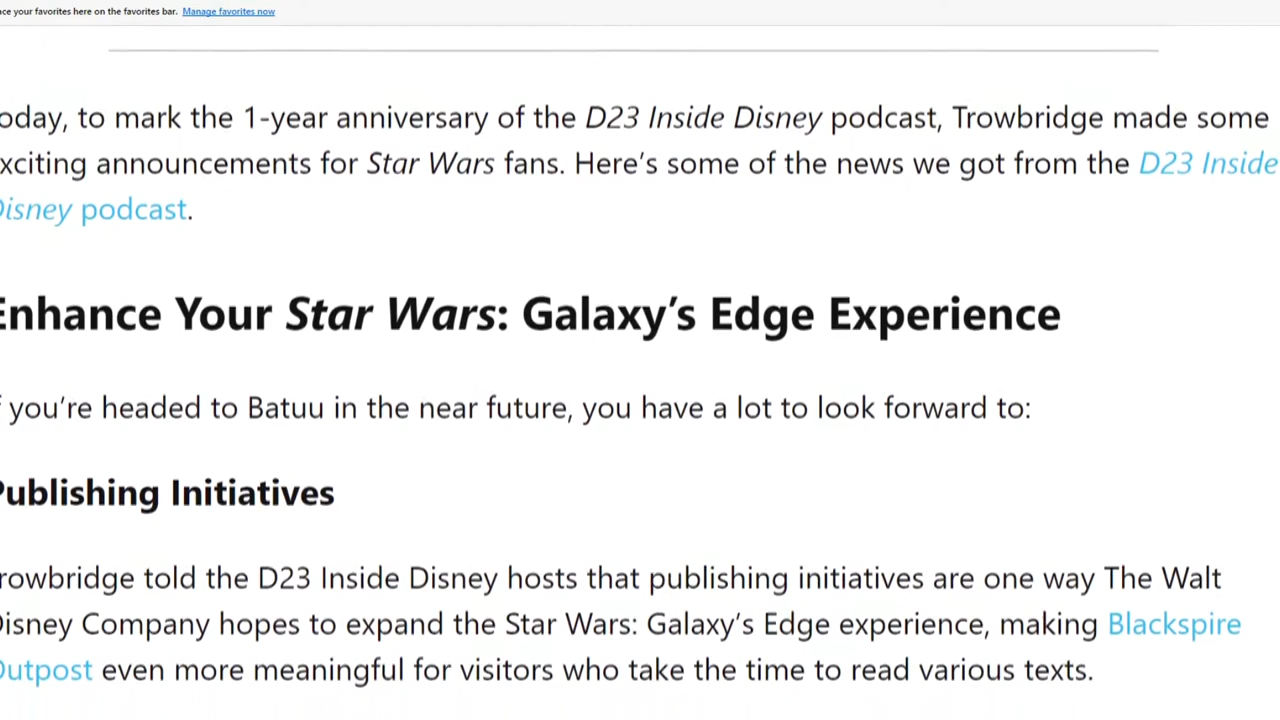 ce your favorites here on the favorites bar. Manage favorites now
oday, to mark the 1-year anniversary of the D23 Inside Disney podcast, Trowbridge made some
xciting announcements for Star Wars fans. Here's some of the news we got from the D23 Inside
Disney podcast.
Enhance Your Star Wars: Galaxy's Edge Experience
f you're headed to Batuu in the near future, you have a lot to look forward to:
Publishing Initiatives
rowbridge told the D23 Inside Disney hosts that publishing initiatives are one way The Walt
Disney Company hopes to expand the Star Wars: Galaxy's Edge experience, making Blackspire
Outpost even more meaningful for visitors who take the time to read various texts.